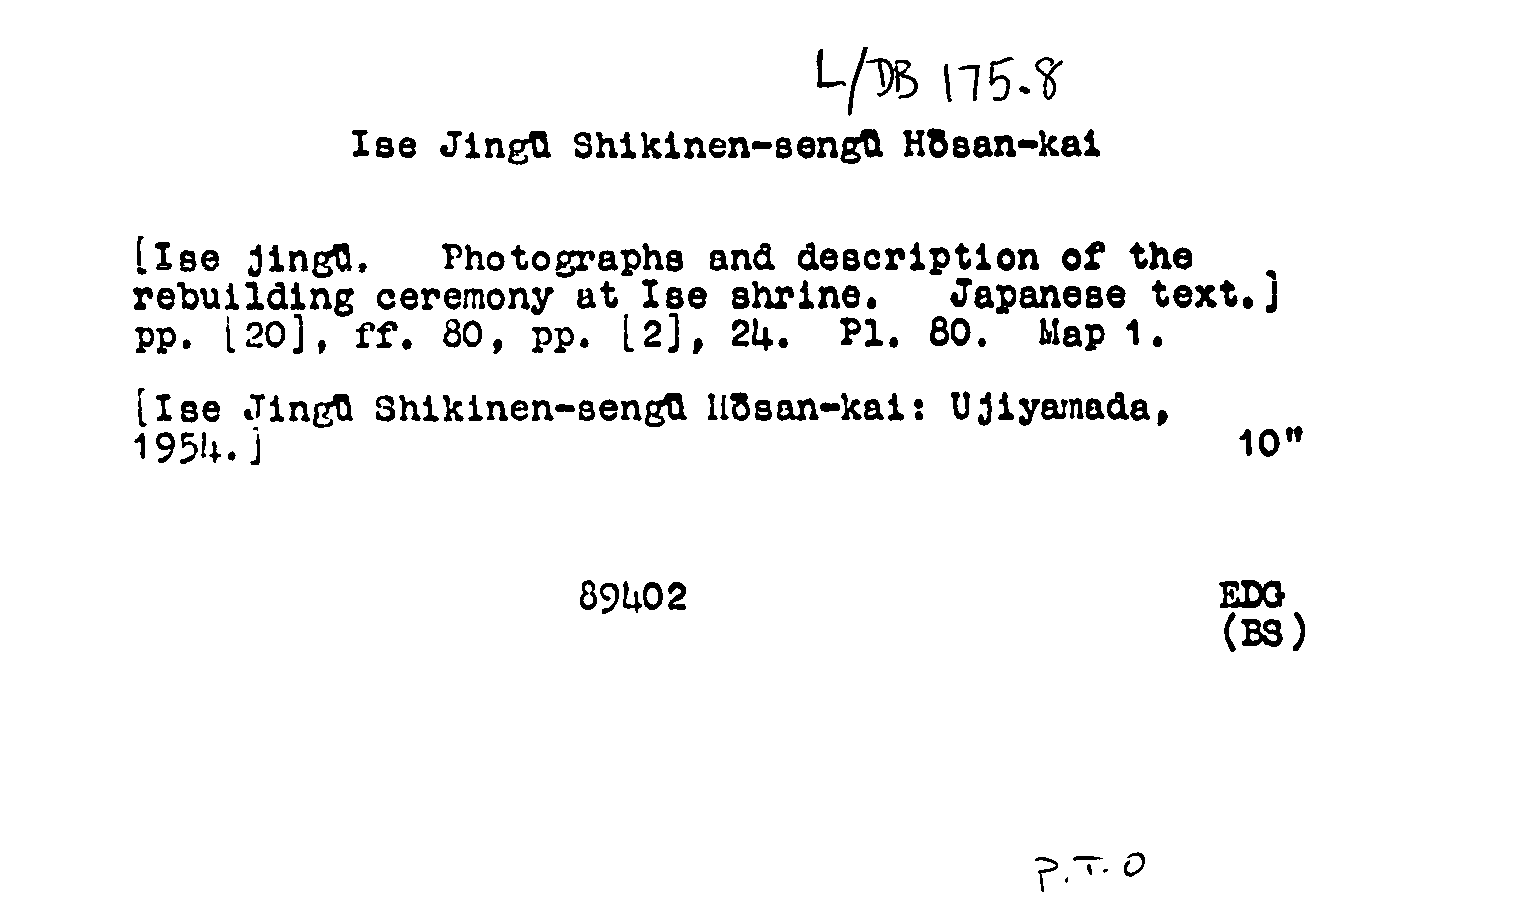 L/DB 175.8
Ise Jingū Shikinen-sengū Hōsan-kai
[Ise jingū. Photographs and description of the
rebuilding ceremony at Ise shrine. Japanese text.]
pp. [20], ff. 80, pp. [2], 24. Pl. 80. Map 1.
[Ise Jingū Shikinen-sengū Hōsan-kai: Ujiyamada,
1954.]
10"
89402
EDG
(BS)
P.T.O